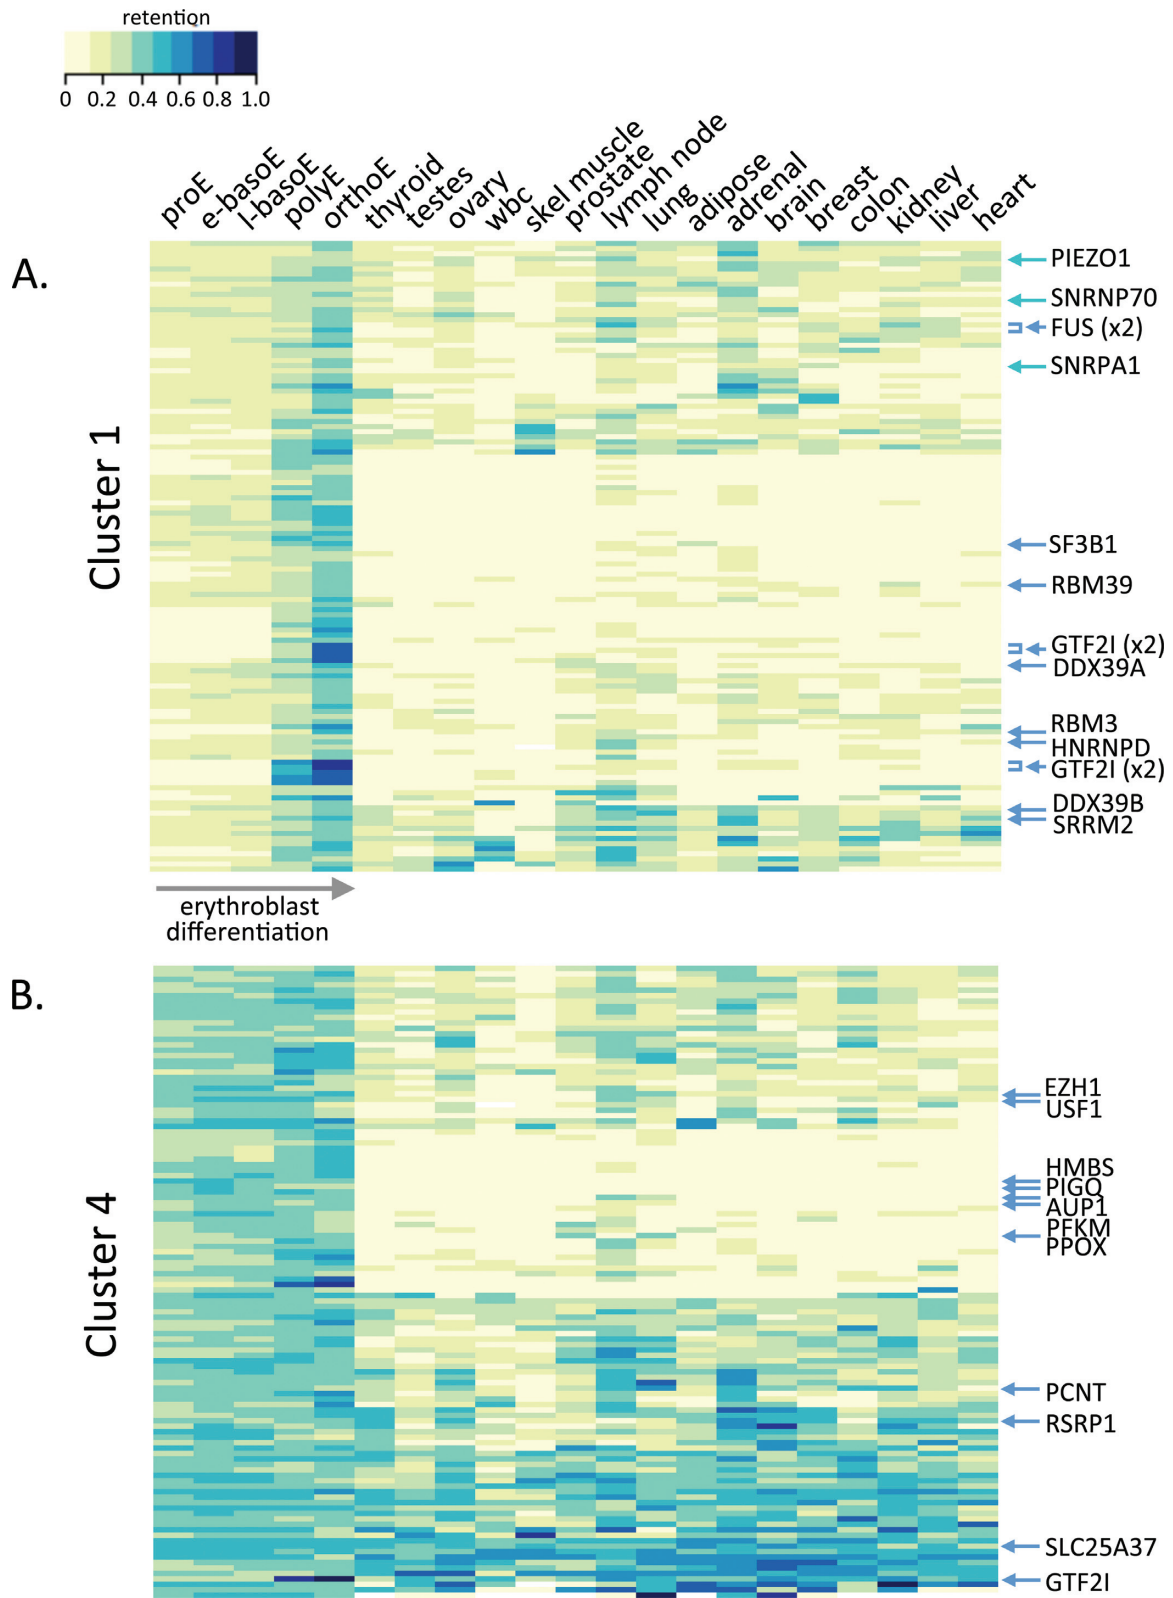 retention
0 0.2 0.4 0.6 0.8 1.0
proE e-basoE l-basoE polyE orthoE thyroid testes ovary wbc skel muscle prostate lymph node lung adipose adrenal brain breast colon kidney liver heart
A.
Cluster 1
PIEZO1
SNRNP70
FUS (x2)
SNRPA1
SF3B1
RBM39
GTF2I (x2)
DDX39A
RBM3
HNRNPD
GTF2I (x2)
DDX39B
SRRM2
erythroblast
differentiation
B.
Cluster 4
EZH1
USF1
HMBS
PIGQ
AUP1
PFKM
PPOX
PCNT
RSRP1
SLC25A37
GTF2I